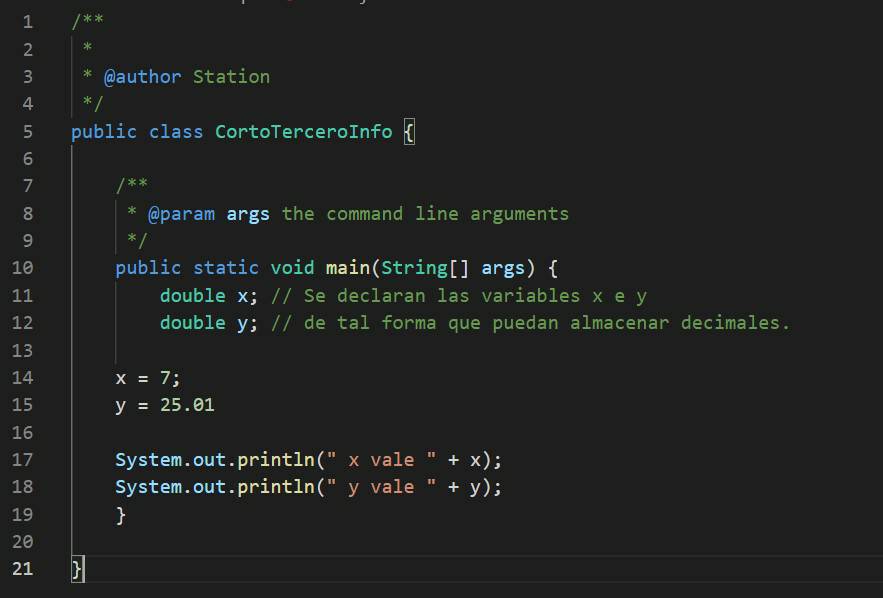 1 /**
2  *
3  * @author Station
4  */
5 public class CortoTerceroInfo {
6
7     /**
8      * @param args the command line arguments
9      */
10     public static void main(String[] args) {
11         double x; // Se declaran las variables x e y
12         double y; // de tal forma que puedan almacenar decimales.
13
14     x = 7;
15     y = 25.01
16
17     System.out.println(" x vale " + x);
18     System.out.println(" y vale " + y);
19     }
20
21 }